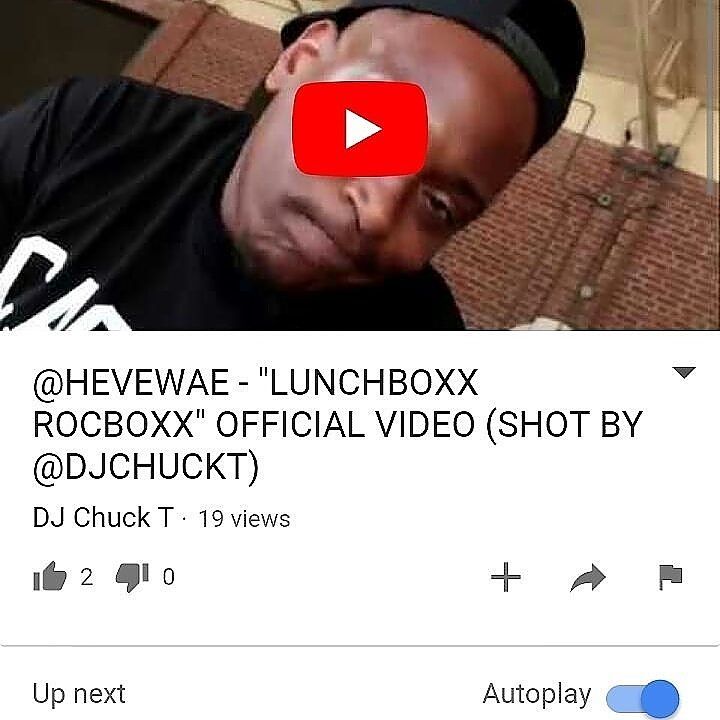 @HEVEWAE - "LUNCHBOXX
ROCBOXX" OFFICIAL VIDEO (SHOT BY
@DJCHUCKT)
DJ Chuck T · 19 views
2 0
Up next Autoplay